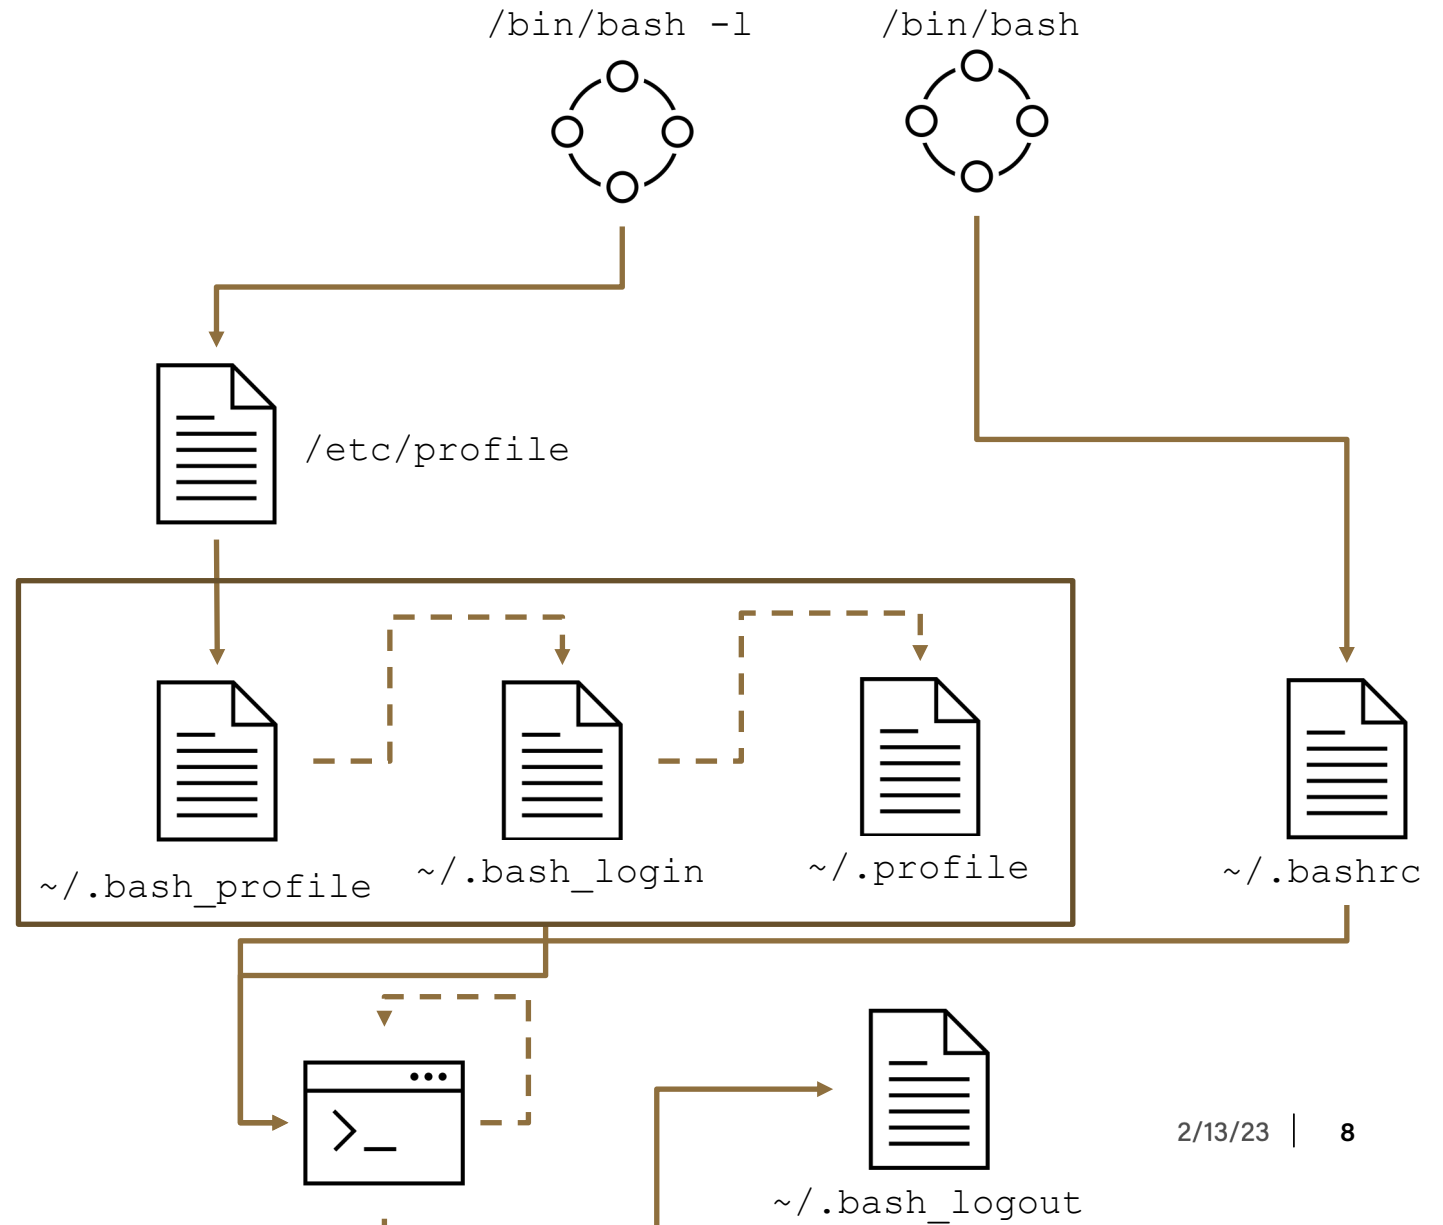 /bin/bash -l
/bin/bash
/etc/profile
~/.bash_profile
~/.bash_login
~/.profile
~/.bashrc
>_
2/13/23
8
~/.bash_logout